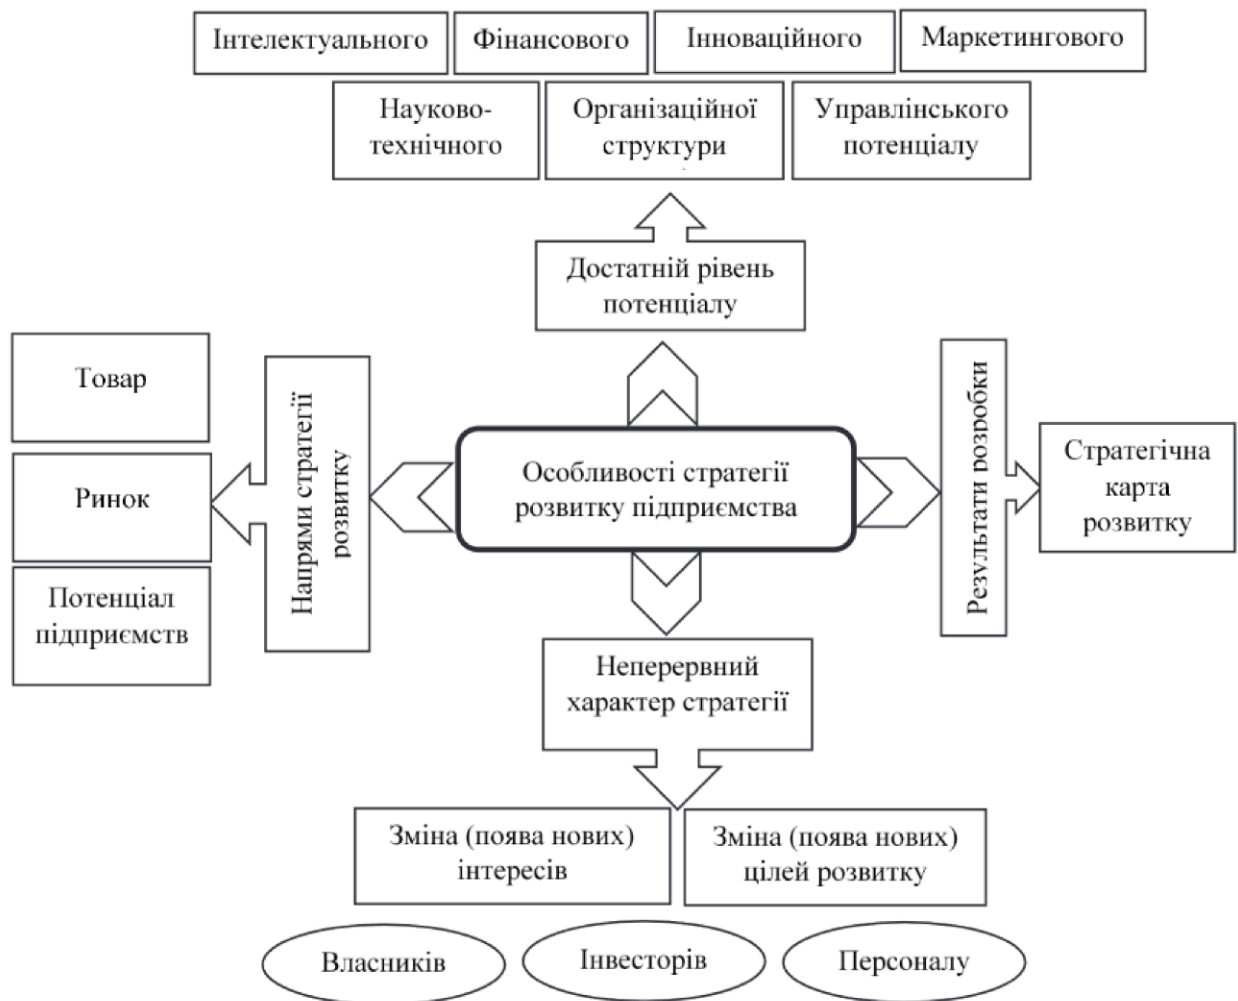 Інтелектуального
Фінансового
Інноваційного
Маркетингового
Науково-
технічного
Організаційної
структури
Управлінського
потенціалу
Достатній рівень
потенціалу
Товар
Ринок
Потенціал
підприємств
Напрями стратегії
розвитку
Особливості стратегії
розвитку підприємства
Результати розробки
Стратегічна
карта
розвитку
Неперервний
характер стратегії
Зміна (поява нових)
інтересів
Зміна (поява нових)
цілей розвитку
Власників
Інвесторів
Персоналу